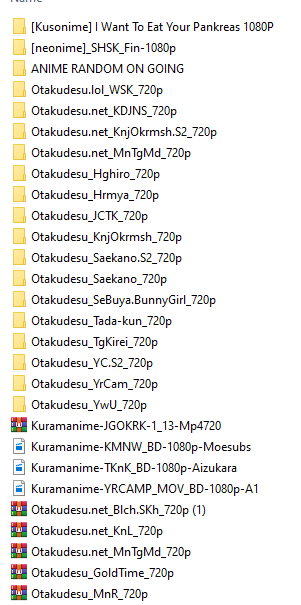 Name
[Kusonime] I Want To Eat Your Pankreas 1080P
[neonime]_SHSK_Fin-1080p
ANIME RANDOM ON GOING
Otakudesu.lol_WSK_720p
Otakudesu.net_KDJNS_720p
Otakudesu.net_KnjOkrmsh.S2_720p
Otakudesu.net_MnTgMd_720p
Otakudesu_Hghiro_720p
Otakudesu_Hrmya_720p
Otakudesu_JCTK_720p
Otakudesu_KnjOkrmsh_720p
Otakudesu_Saekano.S2_720p
Otakudesu_Saekano_720p
Otakudesu_SeBuya.BunnyGirl_720p
Otakudesu_Tada-kun_720p
Otakudesu_TgKirei_720p
Otakudesu_YC.S2_720p
Otakudesu_YrCam_720p
Otakudesu_YwU_720p
Kuramanime-JGOKRK-1_13-Mp4720
Kuramanime-KMNW_BD-1080p-Moesubs
Kuramanime-TKnK_BD-1080p-Aizukara
Kuramanime-YRCAMP_MOV_BD-1080p-A1
Otakudesu.net_Blch.SKh_720p (1)
Otakudesu.net_KnL_720p
Otakudesu.net_MnTgMd_720p
Otakudesu_GoldTime_720p
Otakudesu_MnR_720p